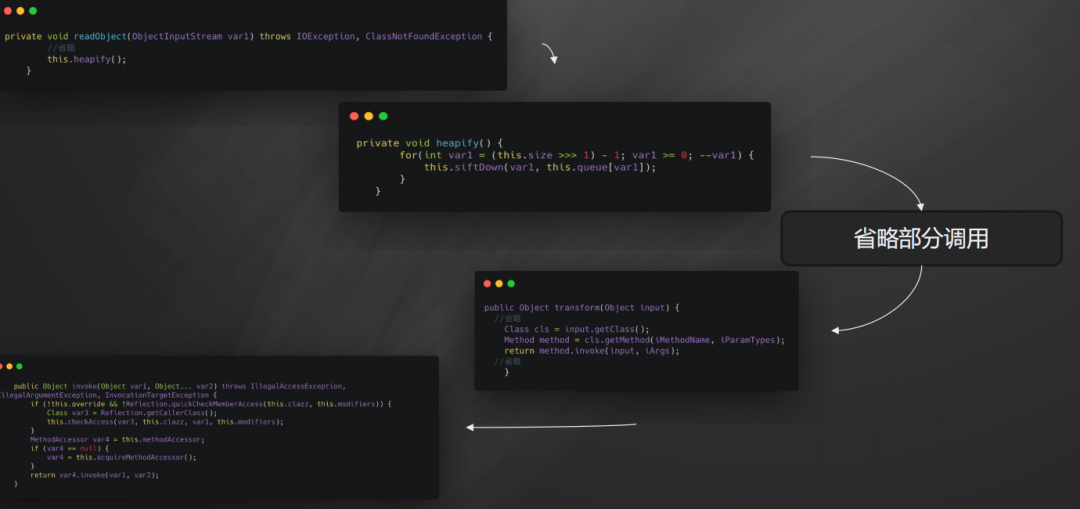 private void readObject(ObjectInputStream var1) throws IOException, ClassNotFoundException {
//省略
this.heapify();
}
private void heapify() {
for(int var1 = (this.size >>> 1) - 1; var1 >= 0; --var1) {
this.siftDown(var1, this.queue[var1]);
}
}
省略部分调用
public Object transform(Object input) {
//省略
Class cls = input.getClass();
Method method = cls.getMethod(iMethodName, iParamTypes);
return method.invoke(input, iArgs);
//省略
}
public Object invoke(Object var1, Object... var2) throws IllegalAccessException,
IllegalArgumentException, InvocationTargetException {
if (!this.override && !Reflection.quickCheckMemberAccess(this.clazz, this.modifiers)) {
Class var3 = Reflection.getCallerClass();
this.checkAccess(var3, this.clazz, var1, this.modifiers);
}
MethodAccessor var4 = this.methodAccessor;
if (var4 == null) {
var4 = this.acquireMethodAccessor();
}
return var4.invoke(var1, var2);
}